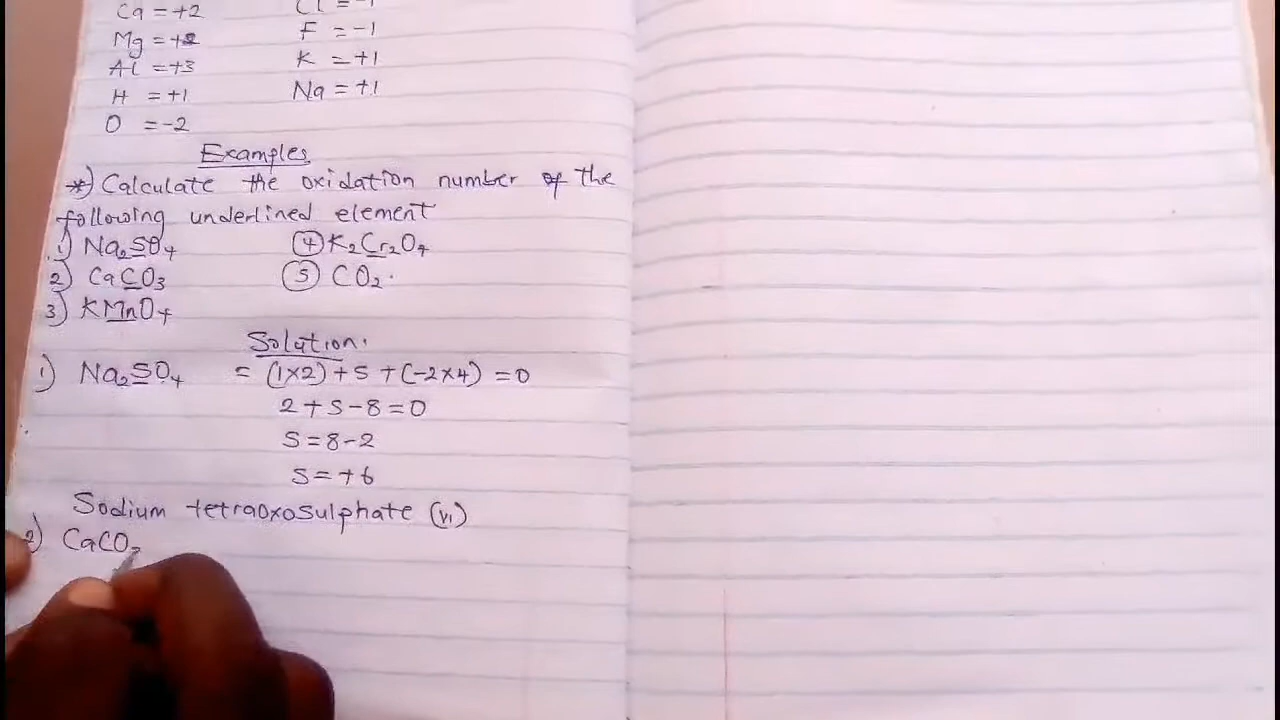 Ca = +2    Cl = -1
Mg = +2    F = -1
Al = +3    K = +1
H = +1    Na = +1
O = -2
Examples
*) Calculate the oxidation number of the
following underlined element
1) Na₂SO₄    ④ K₂Cr₂O₇
2) CaCO₃    ⑤ CO₂.
3) KMnO₄
Solution.
1) Na₂SO₄ = (1×2) + S + (-2×4) = 0
2 + S - 8 = 0
S = 8 - 2
S = +6
Sodium tetraoxosulphate (vi)
2) CaCO₃